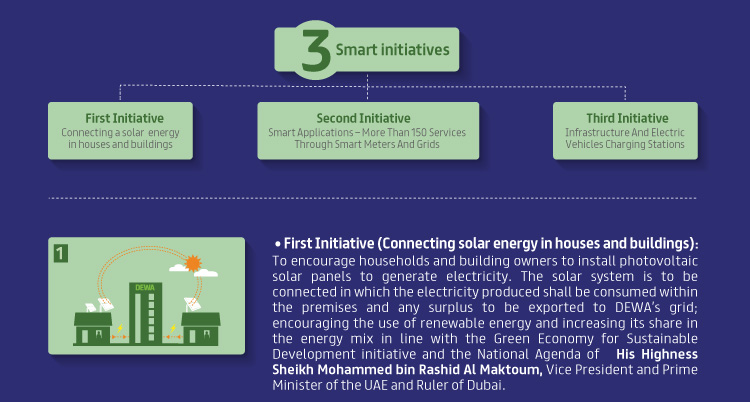 3 Smart initiatives
First Initiative
Connecting a solar energy
in houses and buildings
Second Initiative
Smart Applications – More Than 150 Services
Through Smart Meters And Grids
Third Initiative
Infrastructure And Electric
Vehicles Charging Stations
1
DEWA
• First Initiative (Connecting solar energy in houses and buildings):
To encourage households and building owners to install photovoltaic
solar panels to generate electricity. The solar system is to be
connected in which the electricity produced shall be consumed within
the premises and any surplus to be exported to DEWA's grid;
encouraging the use of renewable energy and increasing its share in
the energy mix in line with the Green Economy for Sustainable
Development initiative and the National Agenda of His Highness
Sheikh Mohammed bin Rashid Al Maktoum, Vice President and Prime
Minister of the UAE and Ruler of Dubai.